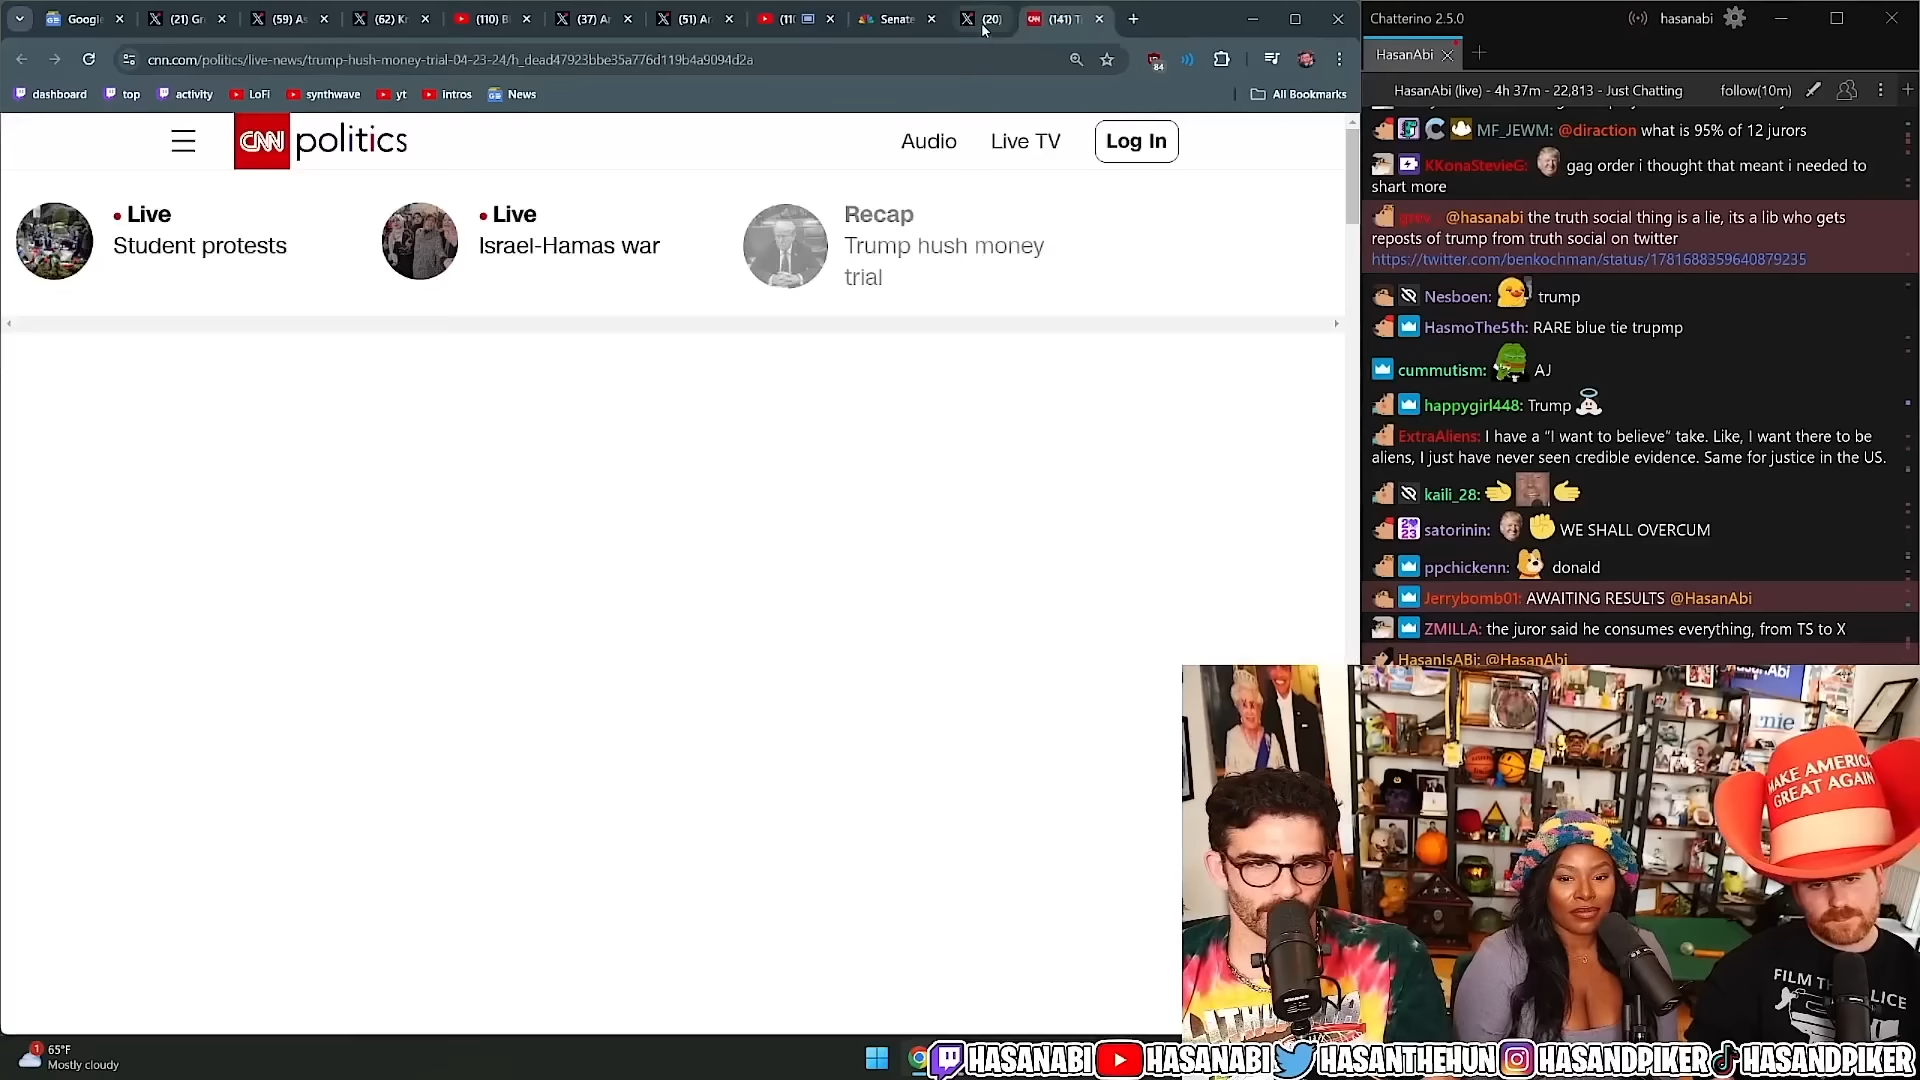 Googl
(21) Gr
(59) As
(62) Kr
(110) B
(37) Ar
(51) Ar
(11
Senate
(20)
(141) T
cnn.com/politics/live-news/trump-hush-money-trial-04-23-24/h_dead47923bbe35a776d119b4a9094d2a
84
dashboard
top
activity
LoFi
synthwave
yt
Intros
News
All Bookmarks
CNN politics
Audio
Live TV
Log In
Live
Student protests
Live
Israel-Hamas war
Recap
Trump hush money
trial
Chatterino 2.5.0
hasanabi
HasanAbi
HasanAbi (live) - 4h 37m - 22,813 - Just Chatting
follow(10m)
MF_JEWM: @diraction what is 95% of 12 jurors
KKonaStevieG: gag order i thought that meant i needed to
shart more
@hasanabi the truth social thing is a lie, its a lib who gets
reposts of trump from truth social on twitter
https://twitter.com/benkochman/status/1781688359640879235
Nesboen: trump
HasmoThe5th: RARE blue tie trupmp
cummutism: AJ
happygirl448: Trump
ExtraAliens: I have a “I want to believe” take. Like, I want there to be
aliens, I just have never seen credible evidence. Same for justice in the US.
kaili_28:
satorinin: WE SHALL OVERCUM
ppchickenn: donald
Jerrybomb01: AWAITING RESULTS @HasanAbi
ZMILLA: the juror said he consumes everything, from TS to X
HasanIsABi: @HasanAbi
MAKE AMERICA
GREAT AGAIN
1
65°F
Mostly cloudy
HASANABI
HASANABI
HASANTHEHUN
HASANDPIKER
HASANDPIKER